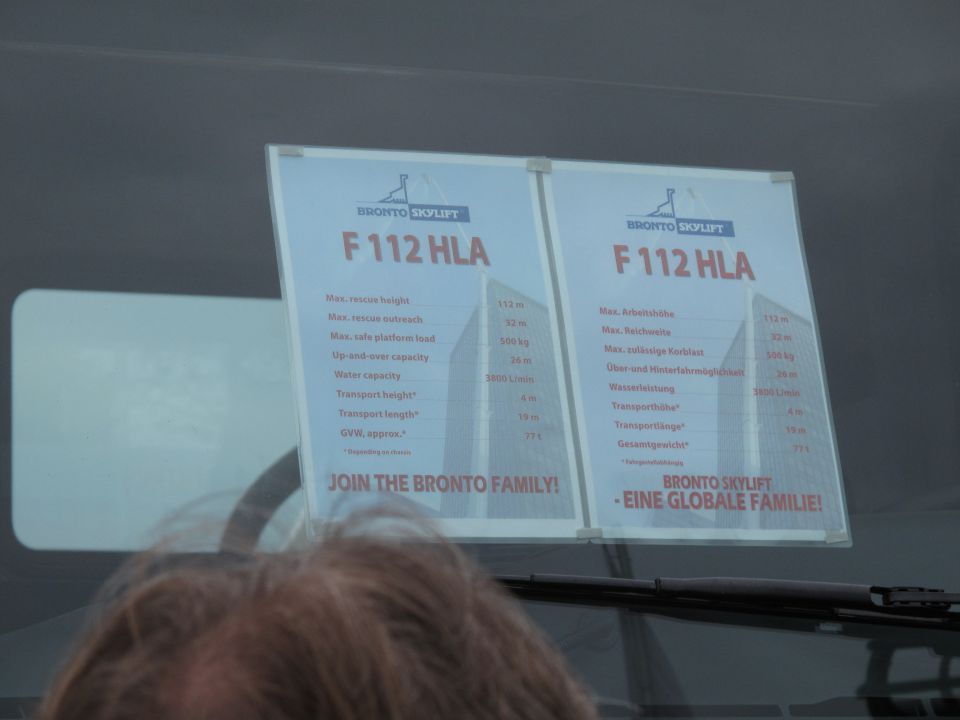 BRONTO SKYLIFT
F 112 HLA
Max. rescue height 112 m
Max. rescue outreach 32 m
Max. safe platform load 500 kg
Up-and-over capacity 26 m
Water capacity 3800 L/min
Transport height* 4 m
Transport length* 19 m
GVW, approx.* 77 t
* Depending on chassis
JOIN THE BRONTO FAMILY!
BRONTO SKYLIFT
F 112 HLA
Max. Arbeitshöhe 112 m
Max. Reichweite 32 m
Max. zulässige Korblast 500 kg
Über-und Hinterfahrmöglichkeit 26 m
Wasserleistung 3800 L/min
Transporthöhe* 4 m
Transportlänge* 19 m
Gesamtgewicht* 77 t
* Fahrgestellabhängig
BRONTO SKYLIFT
- EINE GLOBALE FAMILIE!